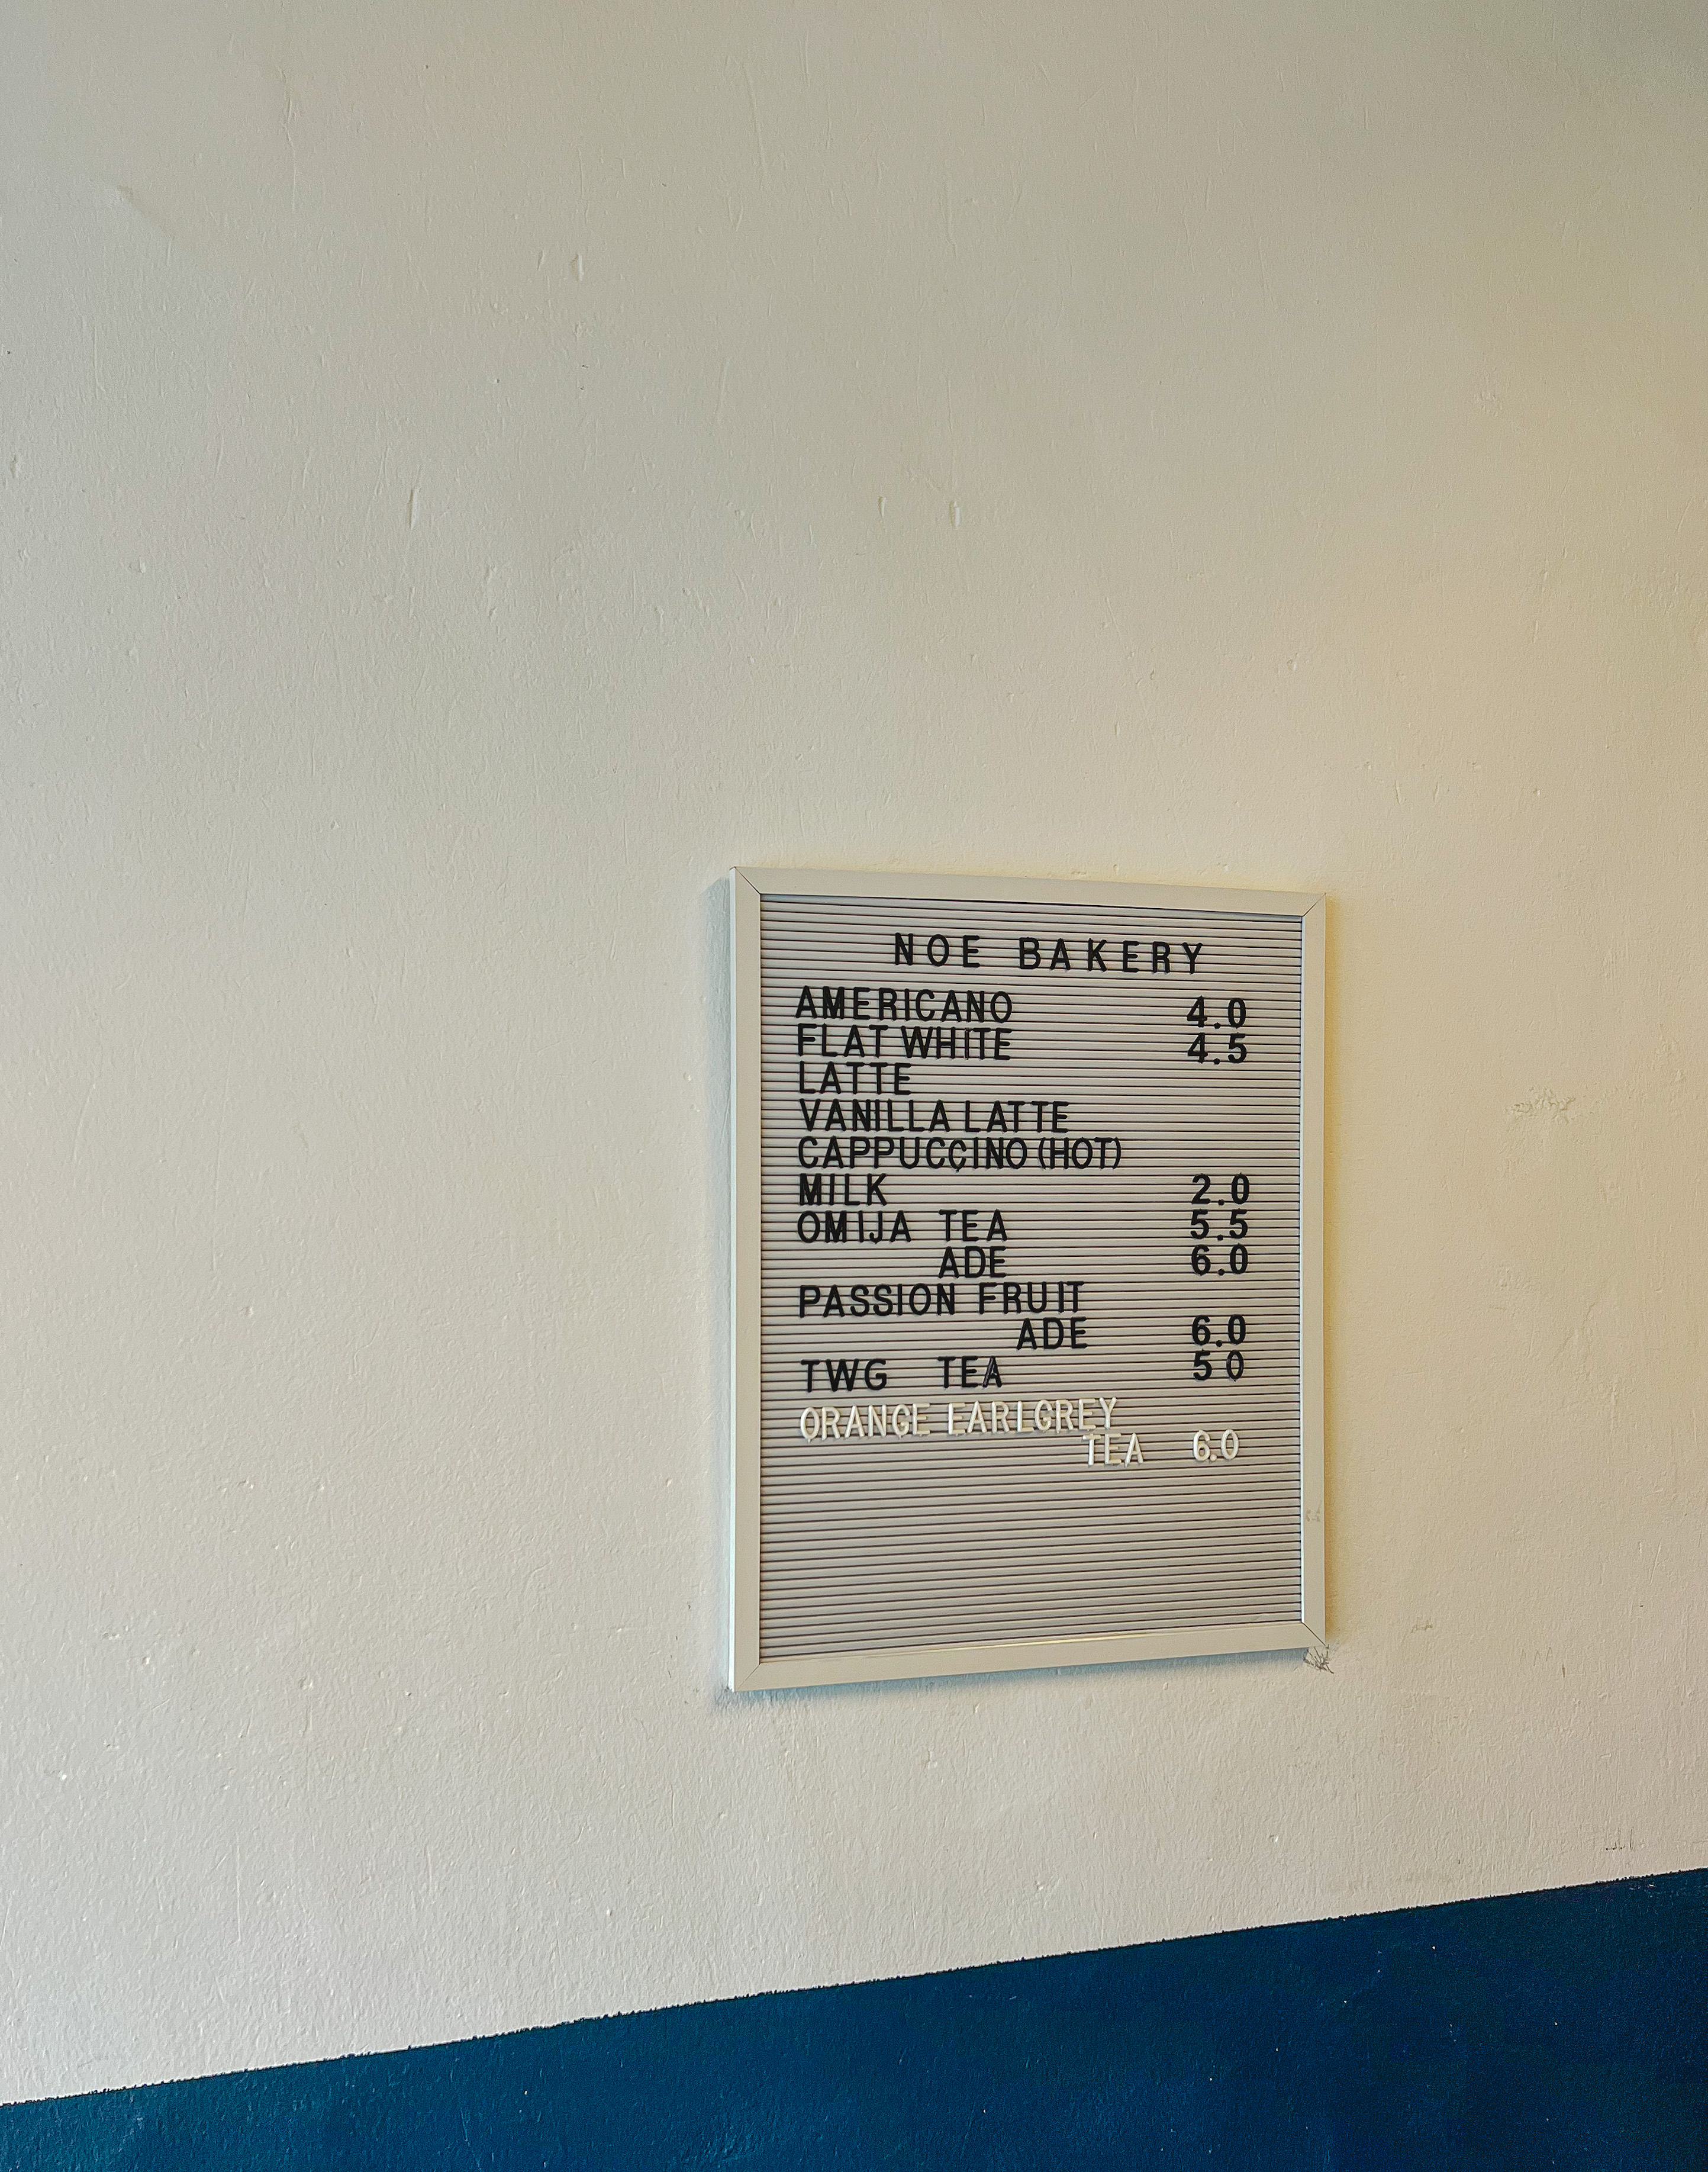 NOE BAKERY
AMERICANO 4.0
FLAT WHITE 4.5
LATTE
VANILLA LATTE
CAPPUCCINO (HOT)
MILK 2.0
OMIJA TEA 5.5
ADE 6.0
PASSION FRUIT
ADE 6.0
TWG TEA 5 0
ORANGE EARLGREY
TEA 6.0